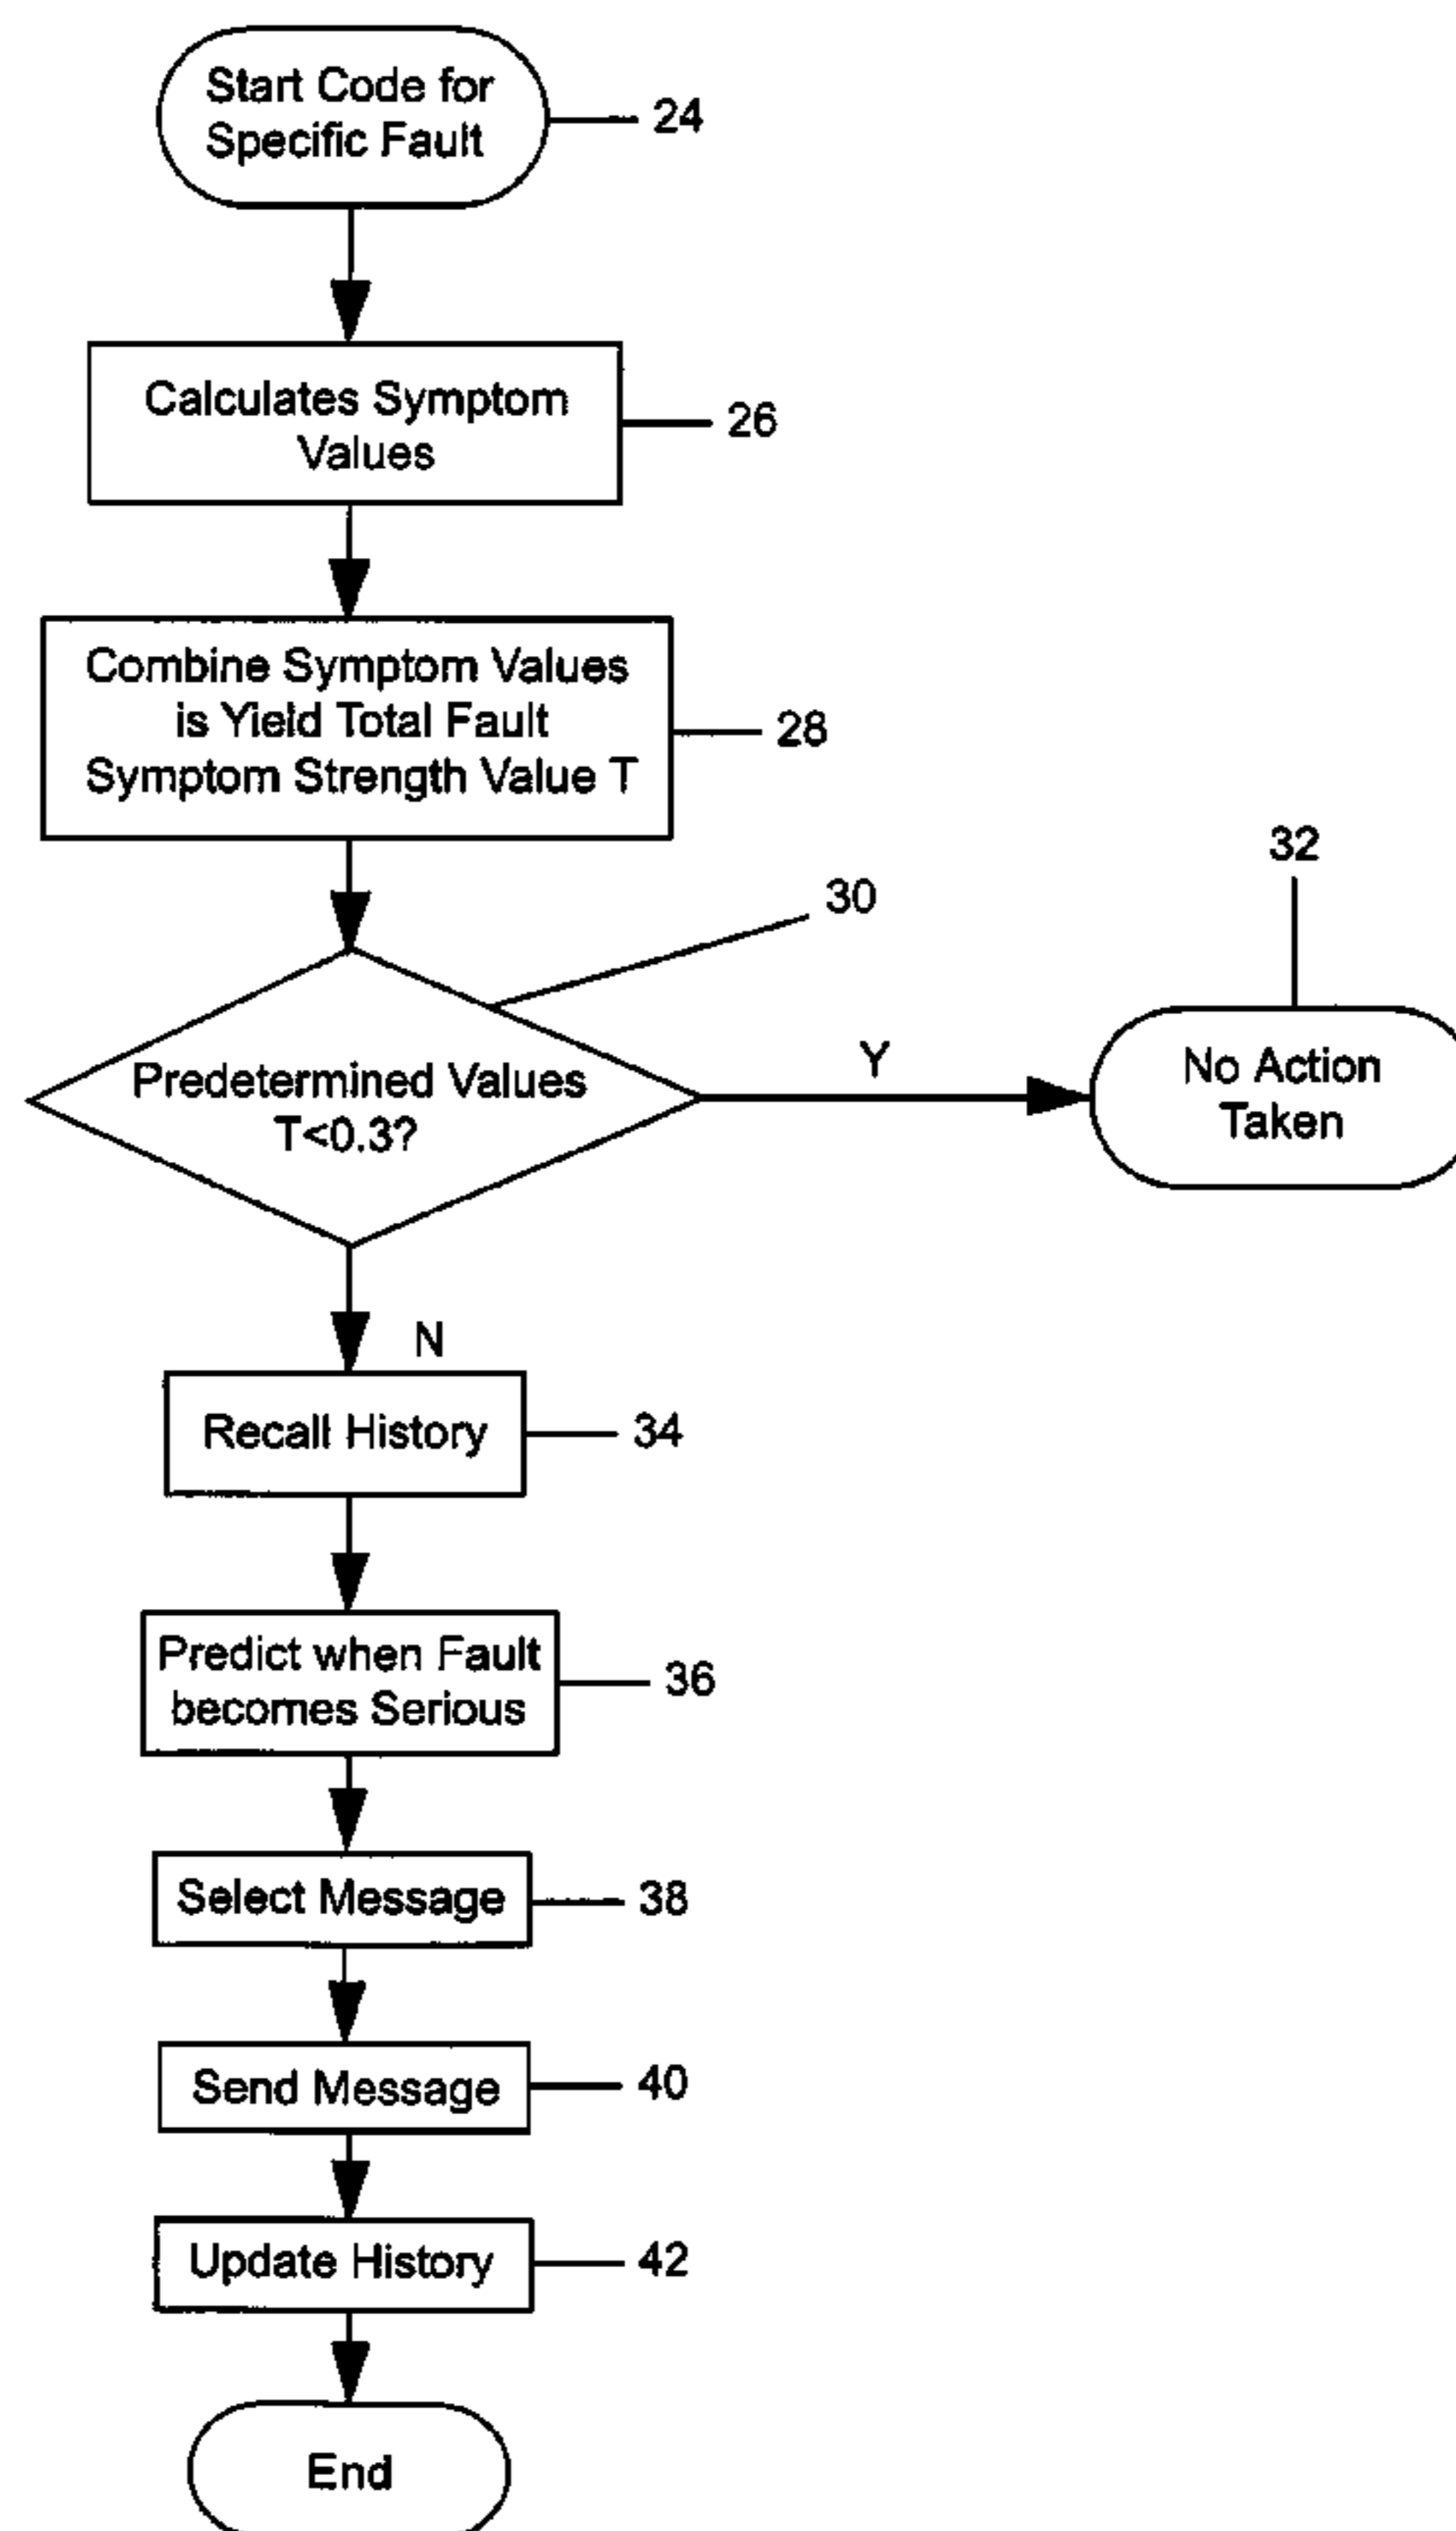 Start Code for
Specific Fault
24
Calculates Symptom
Values
26
Combine Symptom Values
is Yield Total Fault
Symptom Strength Value T
28
30
32
Predetermined Values
T<0.3?
Y
No Action
Taken
N
Recall History
34
Predict when Fault
becomes Serious
36
Select Message
38
Send Message
40
Update History
42
End